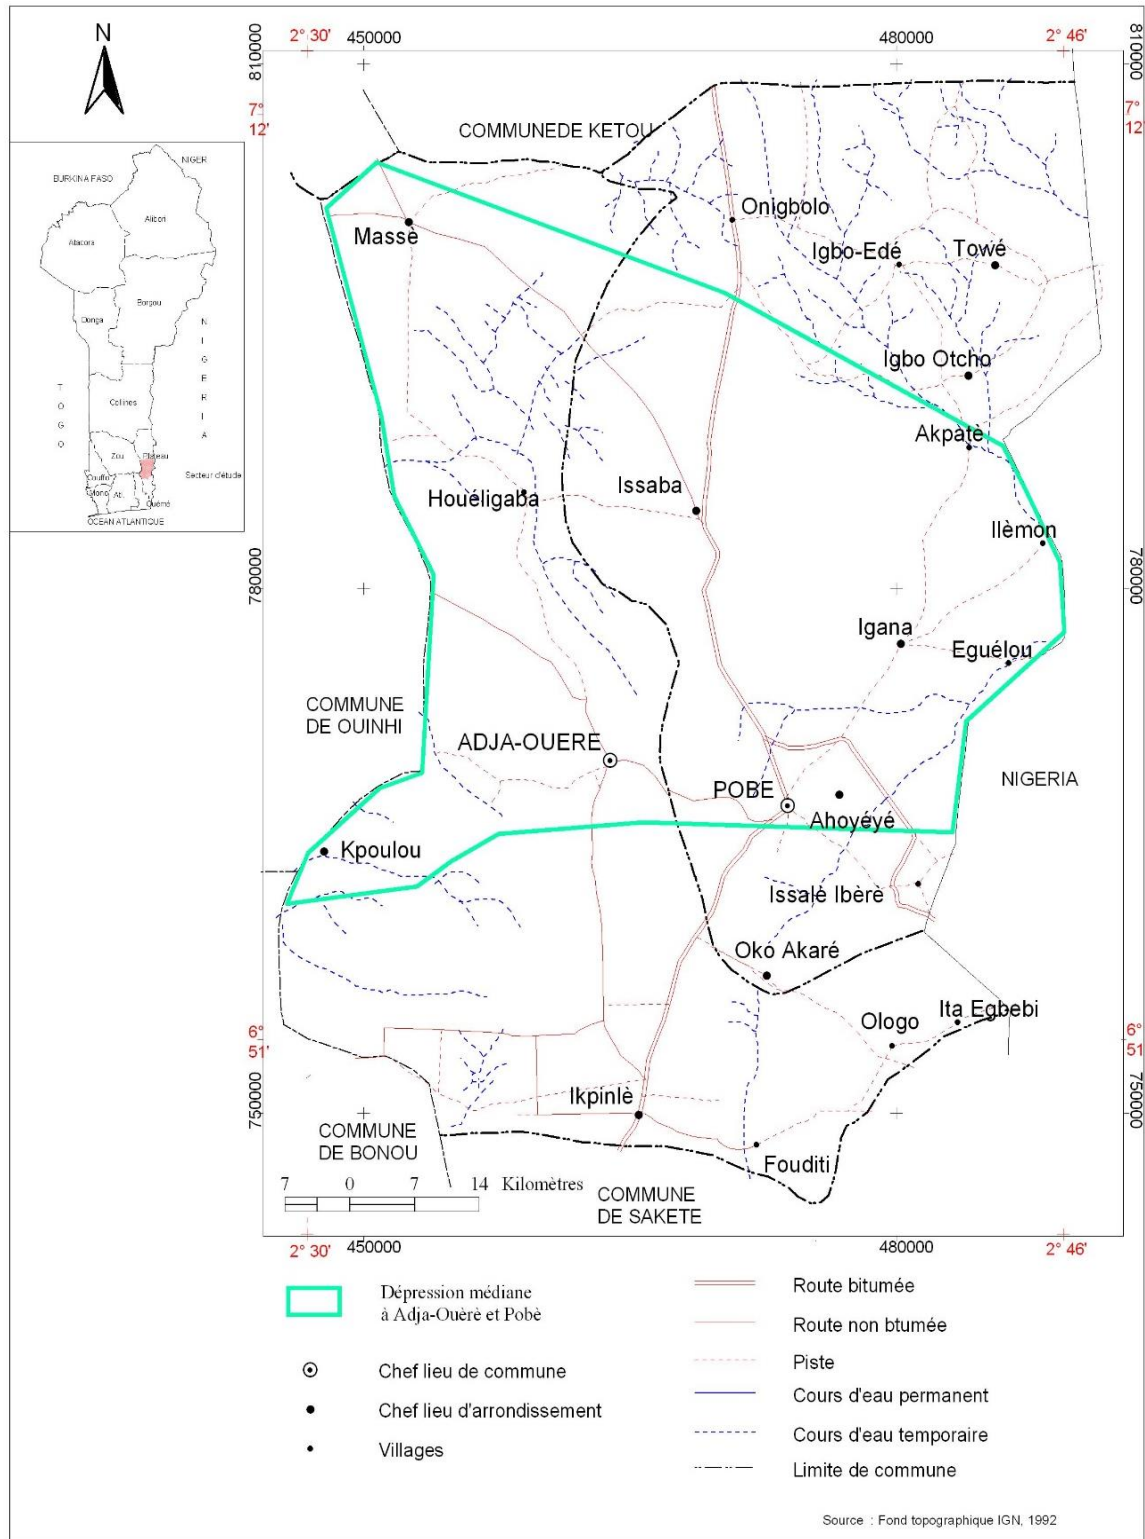 N
2° 30'
450000
480000
2° 46'
810000
810000
7°
12'
7°
12'
COMMUNEDE KETOU
BURKINA FASO
NIGER
Alibori
Atacora
Borgou
Donga
NIGERIA
TOGO
Collines
Zou
Plateau
Couffo
Mono
Atl.
Ouémé
Secteur d'étude
OCEAN ATLANTIQUE
Massè
Onigbolo
Igbo-Edé
Towé
Igbo Otcho
Akpatè
Houéligaba
Issaba
Ilèmon
780000
780000
Igana
Eguélou
COMMUNE
DE OUINHI
ADJA-OUERE
POBE
NIGERIA
Ahoyéyé
Kpoulou
Issalè Ibèrè
Oko Akaré
Ologo
Ita Egbebi
6°
51'
6°
51'
750000
750000
Ikpinlè
COMMUNE
DE BONOU
Fouditi
7 0 7 14 Kilomètres
COMMUNE
DE SAKETE
2° 30'
450000
480000
2° 46'
Dépression médiane
à Adja-Ouèrè et Pobè
Chef lieu de commune
Chef lieu d'arrondissement
Villages
Route bitumée
Route non btumée
Piste
Cours d'eau permanent
Cours d'eau temporaire
Limite de commune
Source : Fond topographique IGN, 1992